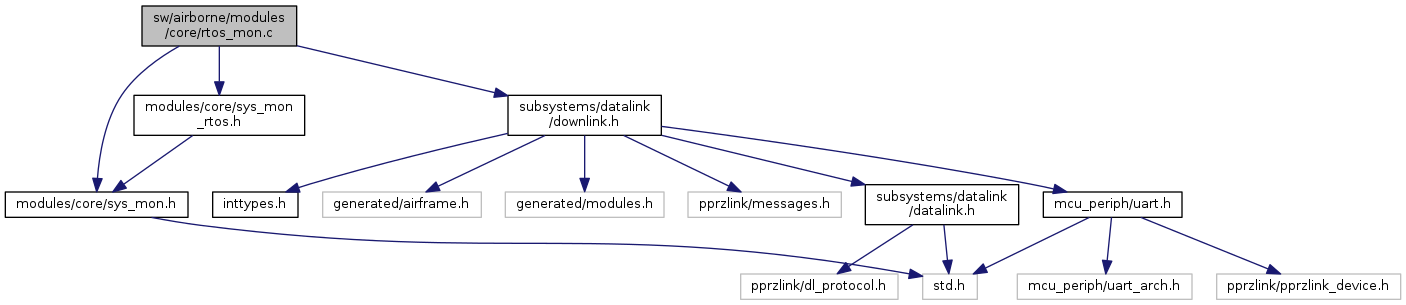 sw/airborne/modules
/core/rtos_mon.c
modules/core/sys_mon
_rtos.h
subsystems/datalink
/downlink.h
modules/core/sys_mon.h
inttypes.h
generated/airframe.h
generated/modules.h
pprzlink/messages.h
subsystems/datalink
/datalink.h
mcu_periph/uart.h
pprzlink/dl_protocol.h
std.h
mcu_periph/uart_arch.h
pprzlink/pprzlink_device.h